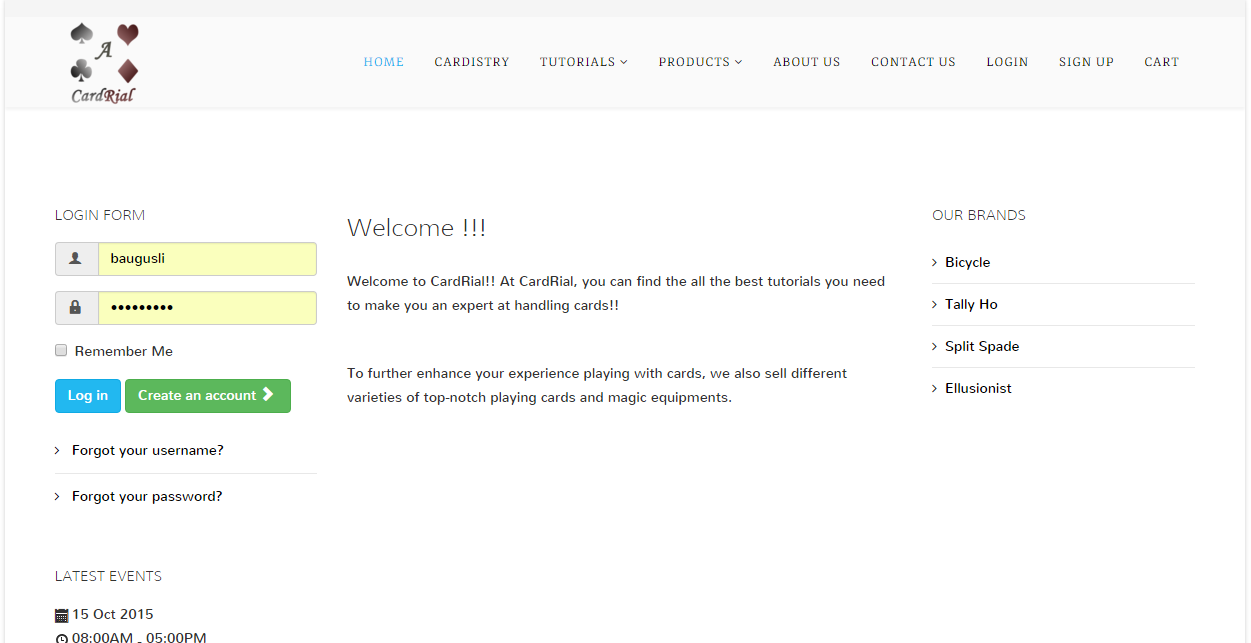 A
CardRial
HOME CARDISTRY TUTORIALS PRODUCTS ABOUT US CONTACT US LOGIN SIGN UP CART
LOGIN FORM
baugusli
•••••••••
Remember Me
Log in Create an account
Forgot your username?
Forgot your password?
LATEST EVENTS
15 Oct 2015
08:00AM - 05:00PM
Welcome !!!
Welcome to CardRial!! At CardRial, you can find the all the best tutorials you need
to make you an expert at handling cards!!
To further enhance your experience playing with cards, we also sell different
varieties of top-notch playing cards and magic equipments.
OUR BRANDS
Bicycle
Tally Ho
Split Spade
Ellusionist